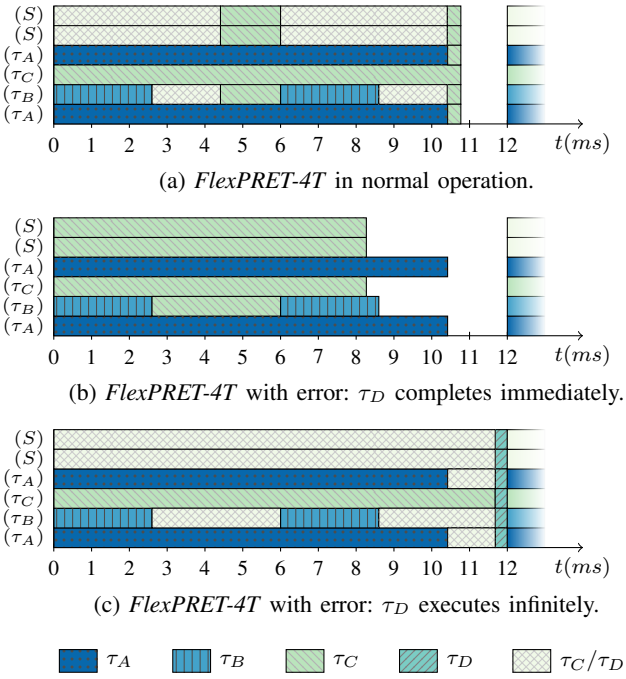 (S)
(S)
(τA)
(τC)
(τB)
(τA)
0 1 2 3 4 5 6 7 8 9 10 11 12 t(ms)
(a) FlexPRET-4T in normal operation.
(S)
(S)
(τA)
(τC)
(τB)
(τA)
0 1 2 3 4 5 6 7 8 9 10 11 12 t(ms)
(b) FlexPRET-4T with error: τD completes immediately.
(S)
(S)
(τA)
(τC)
(τB)
(τA)
0 1 2 3 4 5 6 7 8 9 10 11 12 t(ms)
(c) FlexPRET-4T with error: τD executes infinitely.
τA τB τC τD τC/τD